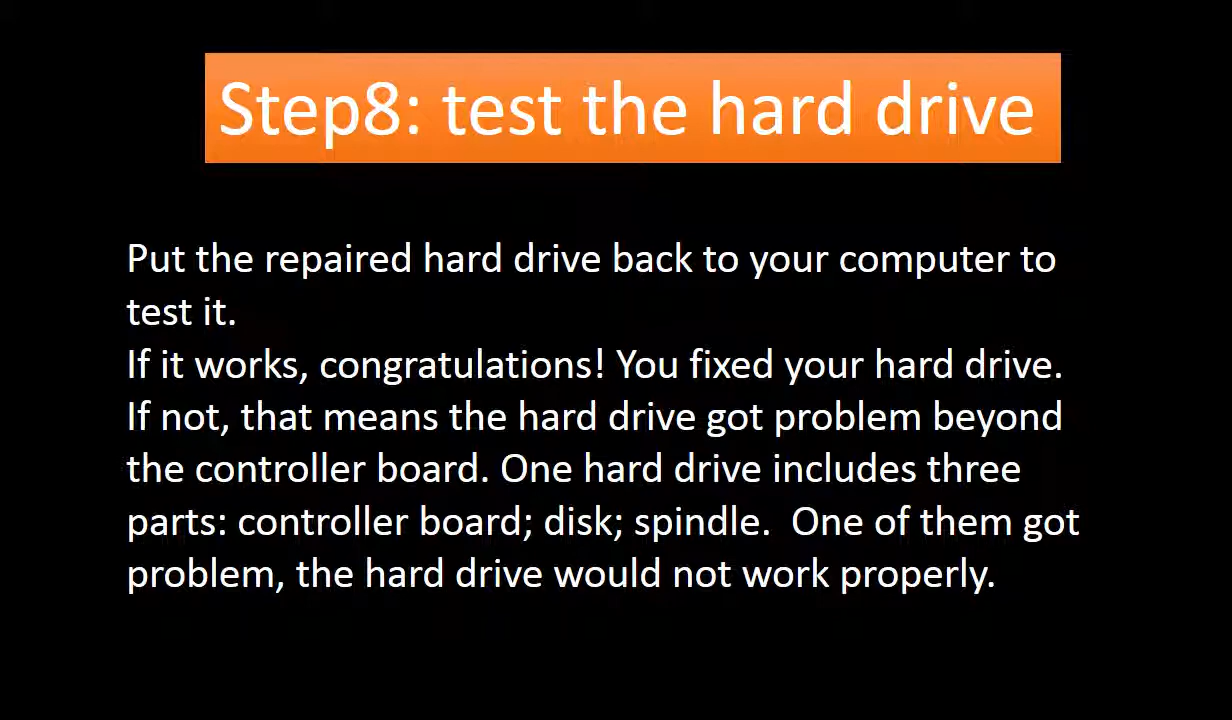 Step8: test the hard drive
Put the repaired hard drive back to your computer to
test it.
If it works, congratulations! You fixed your hard drive.
If not, that means the hard drive got problem beyond
the controller board. One hard drive includes three
parts: controller board; disk; spindle.  One of them got
problem, the hard drive would not work properly.